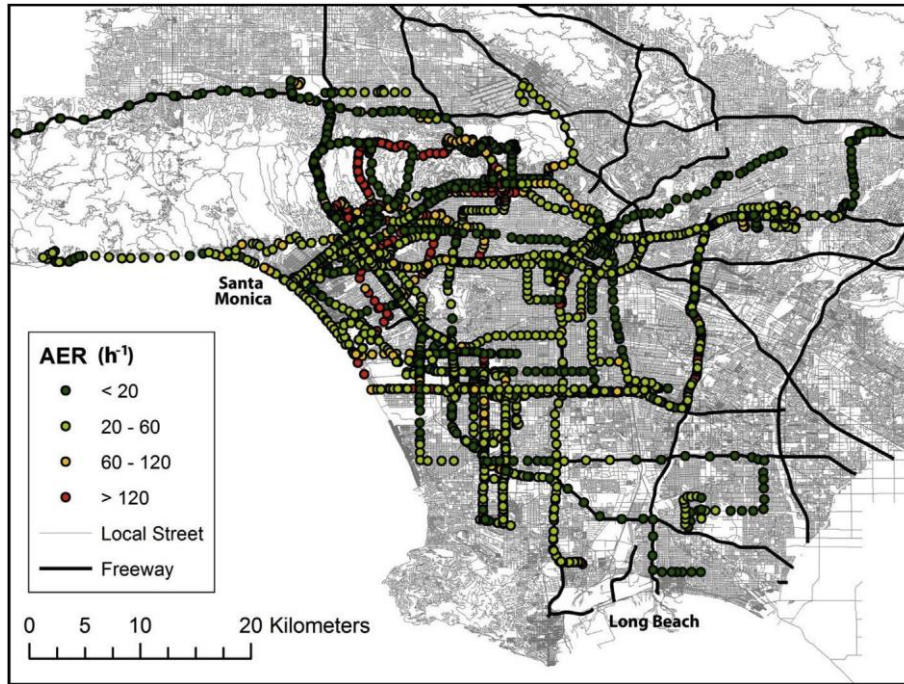 Santa
Monica
AER (h⁻¹)
< 20
20 - 60
60 - 120
> 120
Local Street
Freeway
0 5 10 20 Kilometers
Long Beach